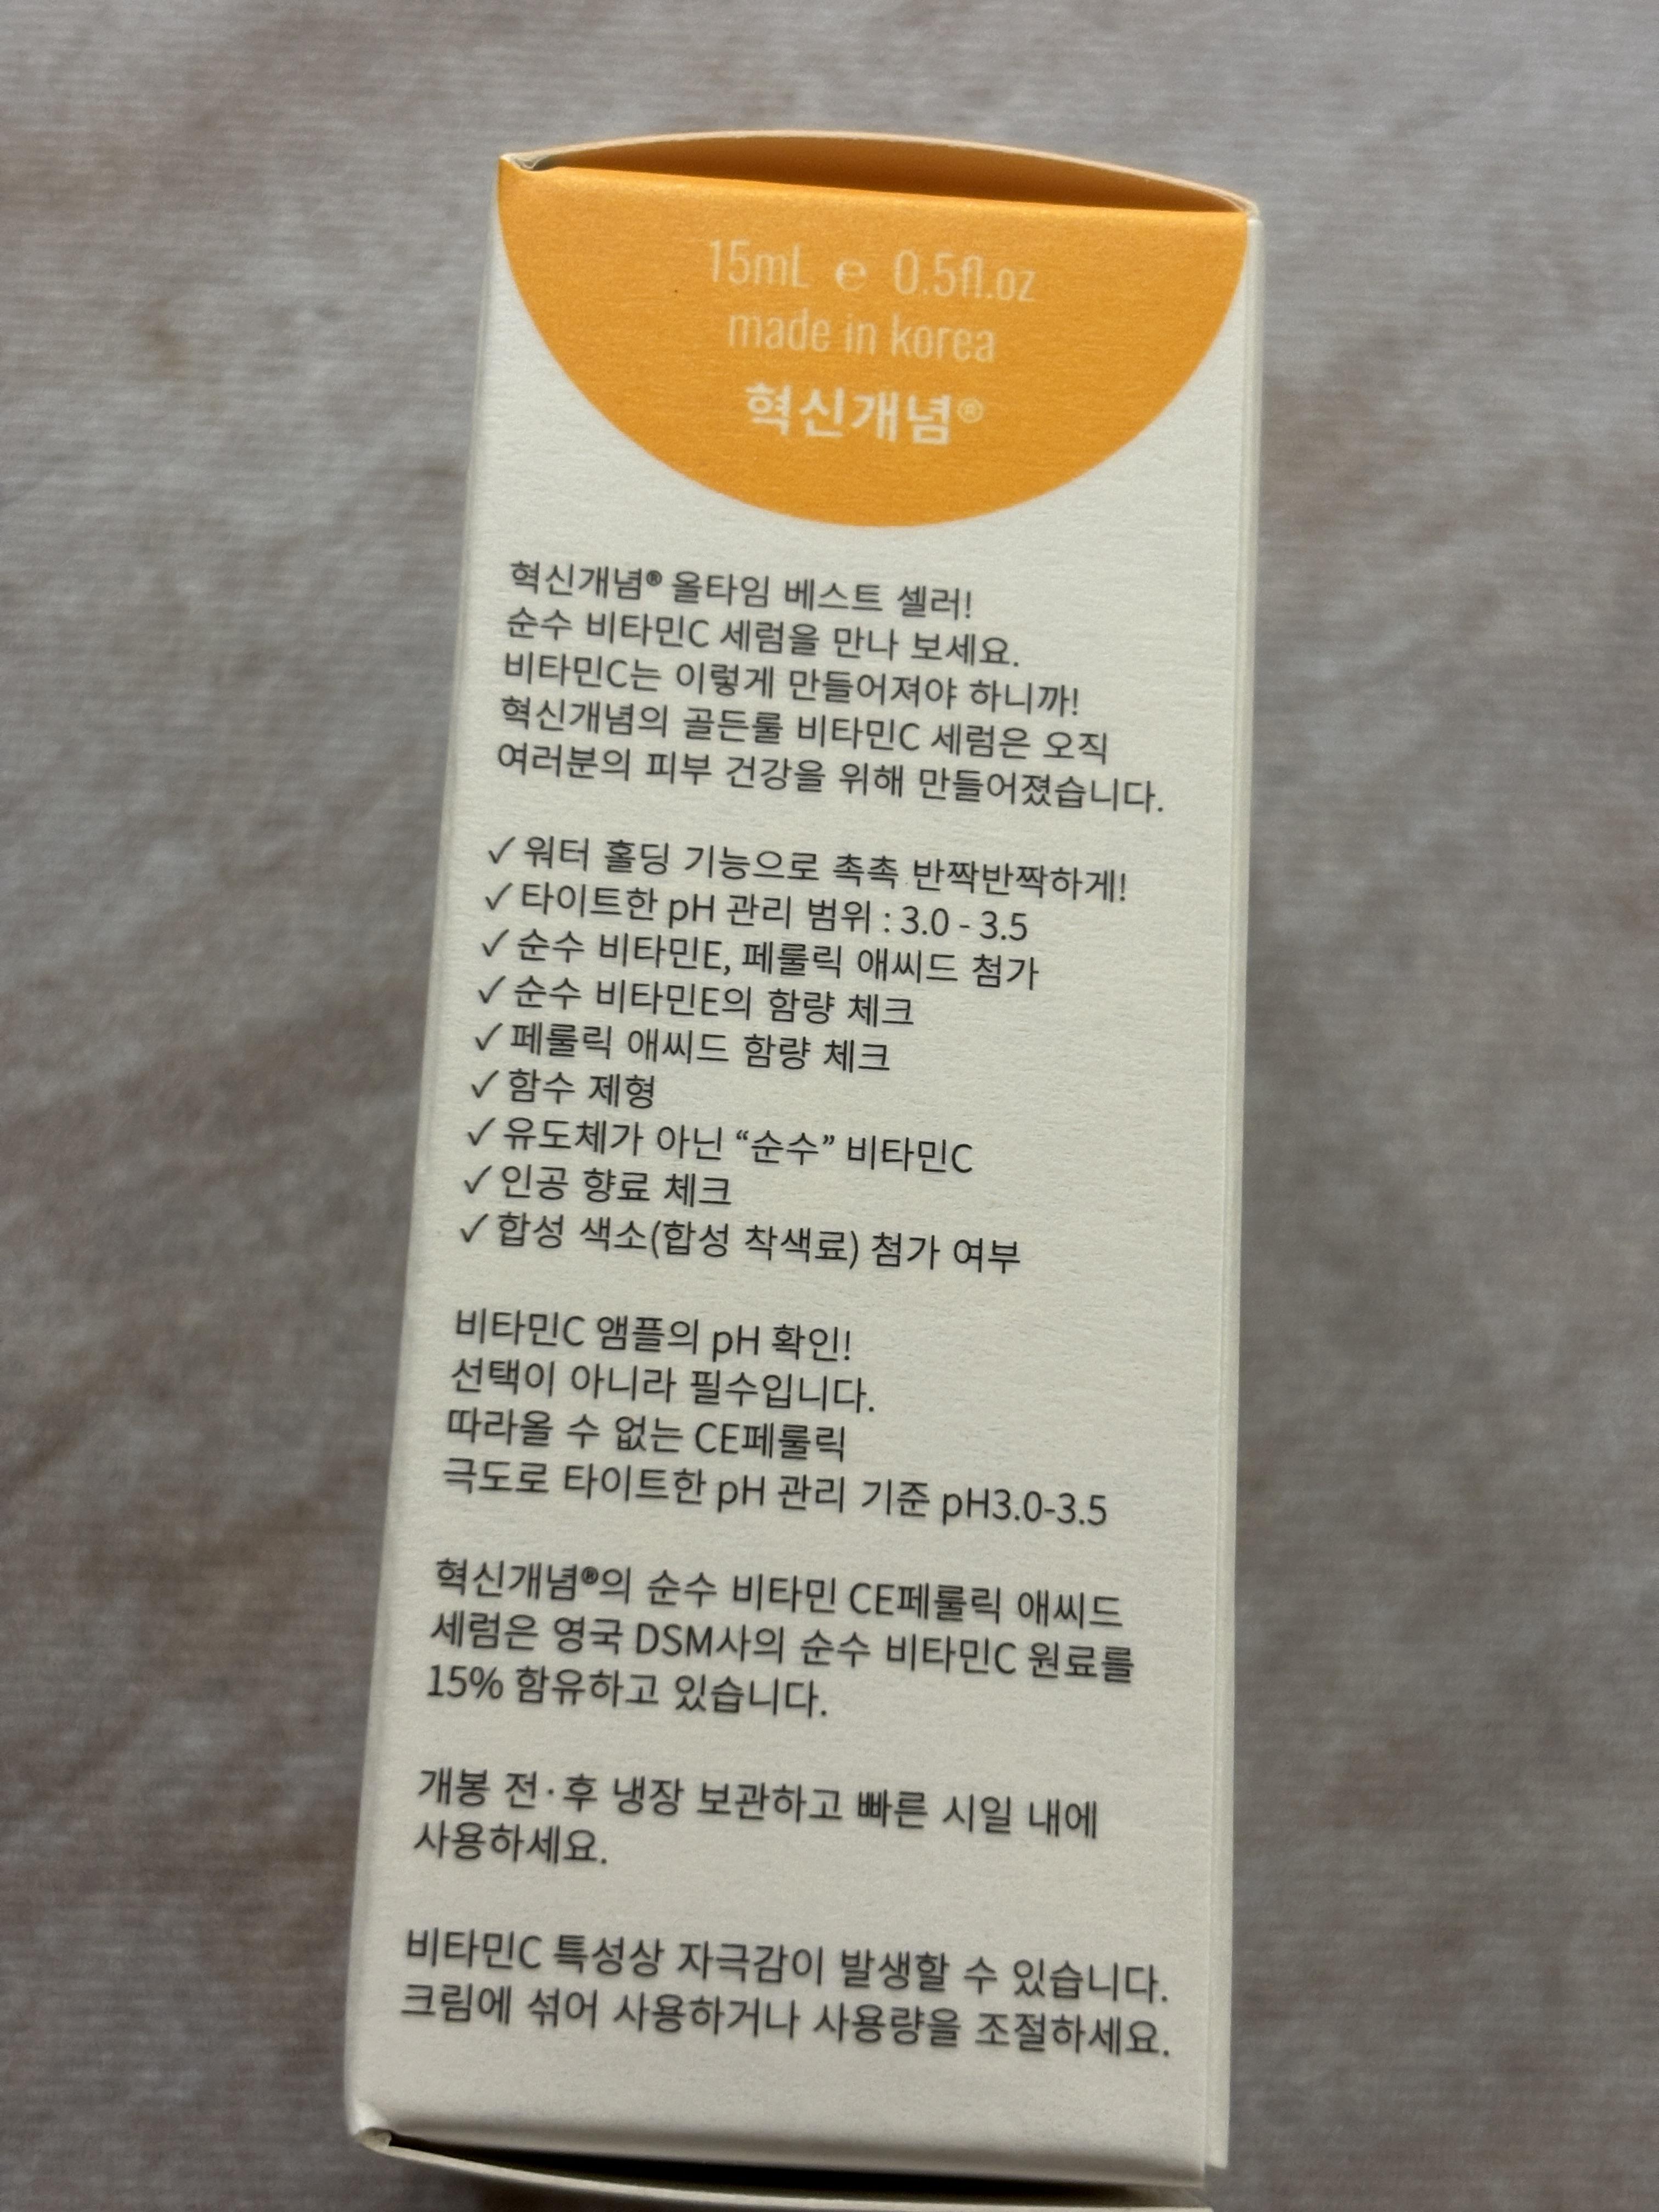 15mL ℮ 0.5fl.oz
made in korea
혁신개념®
혁신개념® 올타임 베스트 셀러!
순수 비타민C 세럼을 만나 보세요.
비타민C는 이렇게 만들어져야 하니까!
혁신개념의 골든룰 비타민C 세럼은 오직
여러분의 피부 건강을 위해 만들어졌습니다.
✓ 워터 홀딩 기능으로 촉촉 반짝반짝하게!
✓ 타이트한 pH 관리 범위 : 3.0 - 3.5
✓ 순수 비타민E, 페룰릭 애씨드 첨가
✓ 순수 비타민E의 함량 체크
✓ 페룰릭 애씨드 함량 체크
✓ 함수 제형
✓ 유도체가 아닌 “순수” 비타민C
✓ 인공 향료 체크
✓ 합성 색소(합성 착색료) 첨가 여부
비타민C 앰플의 pH 확인!
선택이 아니라 필수입니다.
따라올 수 없는 CE페룰릭
극도로 타이트한 pH 관리 기준 pH3.0-3.5
혁신개념®의 순수 비타민 CE페룰릭 애씨드
세럼은 영국 DSM사의 순수 비타민C 원료를
15% 함유하고 있습니다.
개봉 전·후 냉장 보관하고 빠른 시일 내에
사용하세요.
비타민C 특성상 자극감이 발생할 수 있습니다.
크림에 섞어 사용하거나 사용량을 조절하세요.